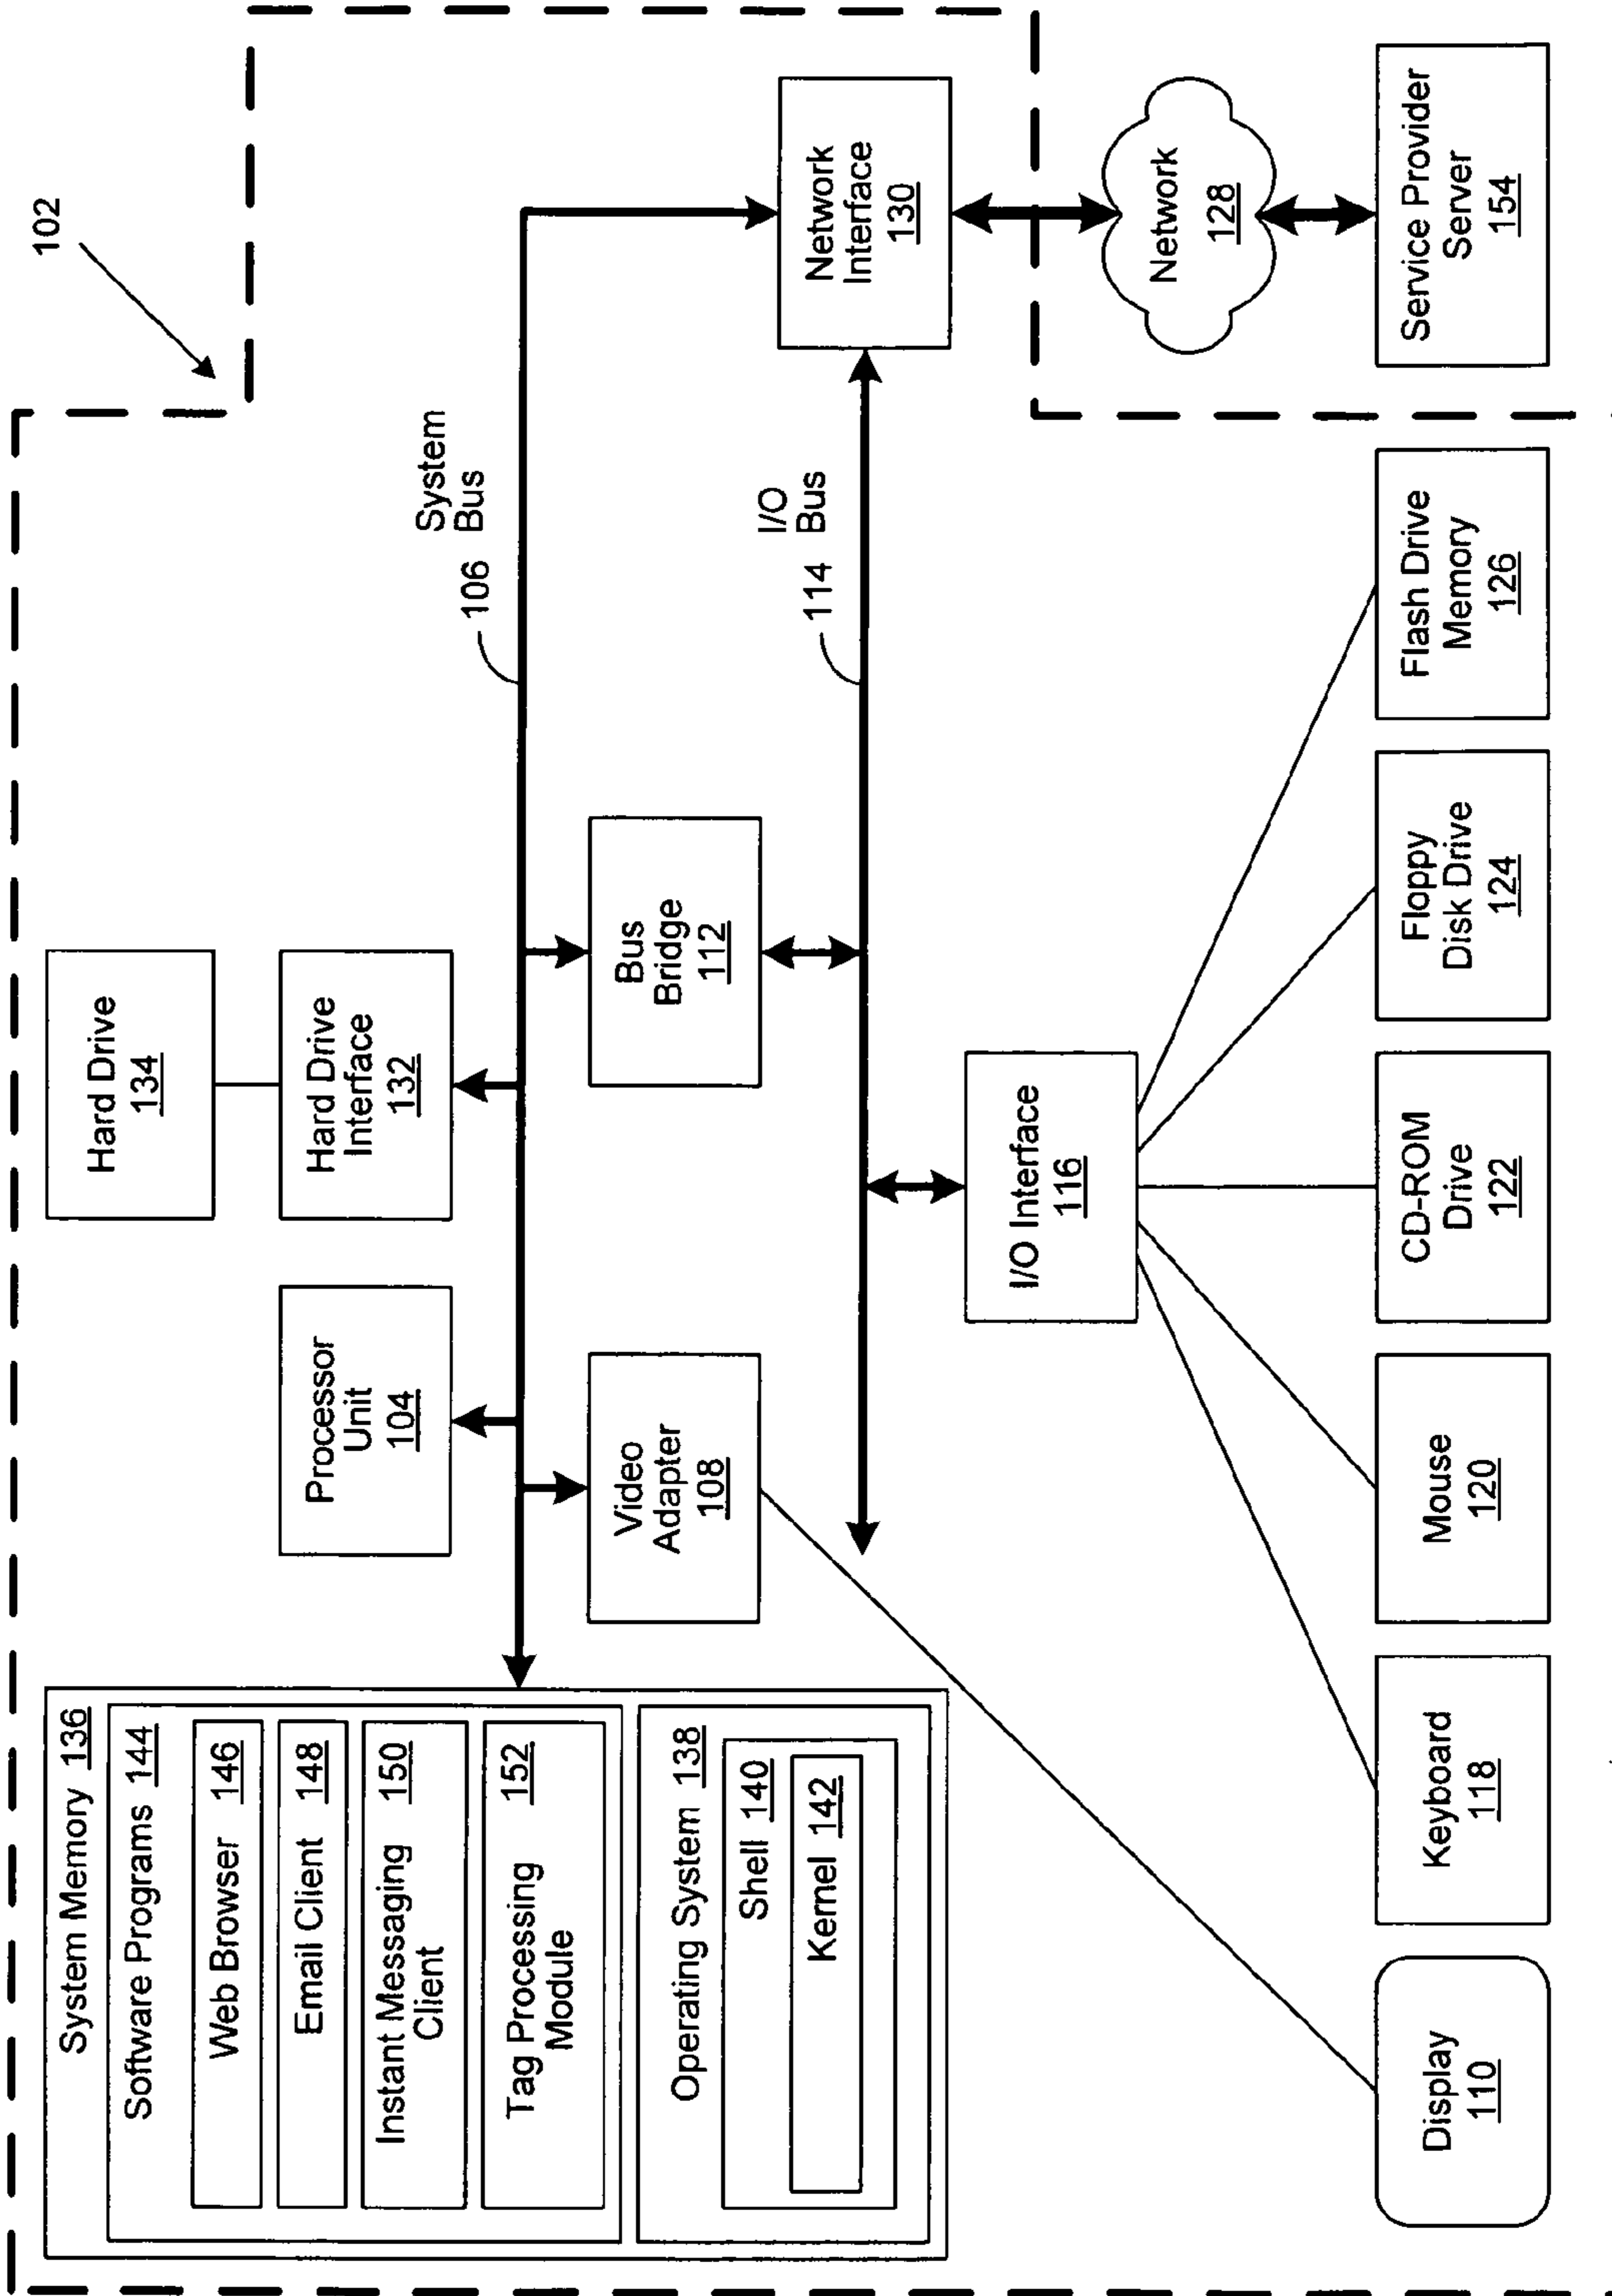 102
System Memory 136
Software Programs 144
Web Browser 146
Email Client 148
Instant Messaging 150
Client
Tag Processing 152
Module
Operating System 138
Shell 140
Kernel 142
Processor
Unit
104
Hard Drive
134
Hard Drive
Interface
132
System
Bus
106
Video
Adapter
108
Bus
Bridge
112
I/O
Bus
114
Network
Interface
130
I/O Interface
116
Network
128
Display
110
Keyboard
118
Mouse
120
CD-ROM
Drive
122
Floppy
Disk Drive
124
Flash Drive
Memory
126
Service Provider
Server
154